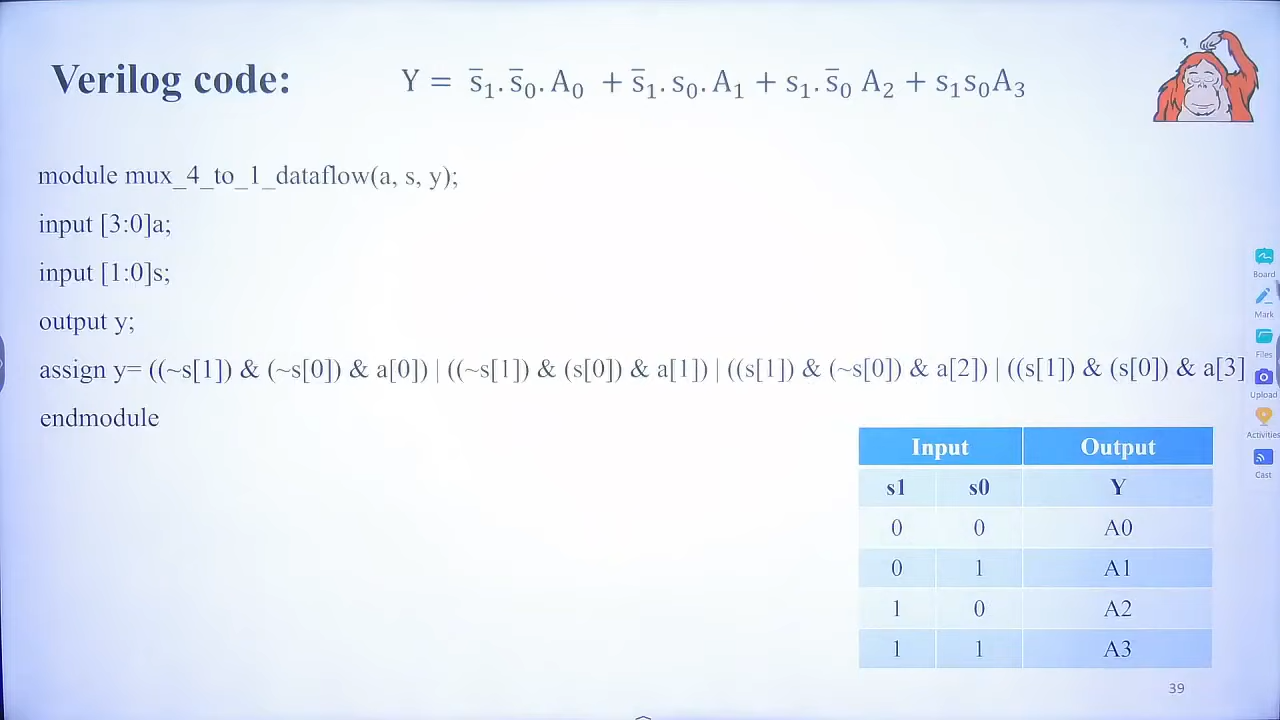 Verilog code:
Y = s̅₁. s̅₀. A₀ + s̅₁. s₀. A₁ + s₁. s̅₀ A₂ + s₁s₀A₃
?
module mux_4_to_1_dataflow(a, s, y);
input [3:0]a;
input [1:0]s;
output y;
assign y= ((~s[1]) & (~s[0]) & a[0]) | ((~s[1]) & (s[0]) & a[1]) | ((s[1]) & (~s[0]) & a[2]) | ((s[1]) & (s[0]) & a[3]
endmodule
Input Output
s1 s0 Y
0 0 A0
0 1 A1
1 0 A2
1 1 A3
39
Board
Mark
Files
Upload
Activities
Cast